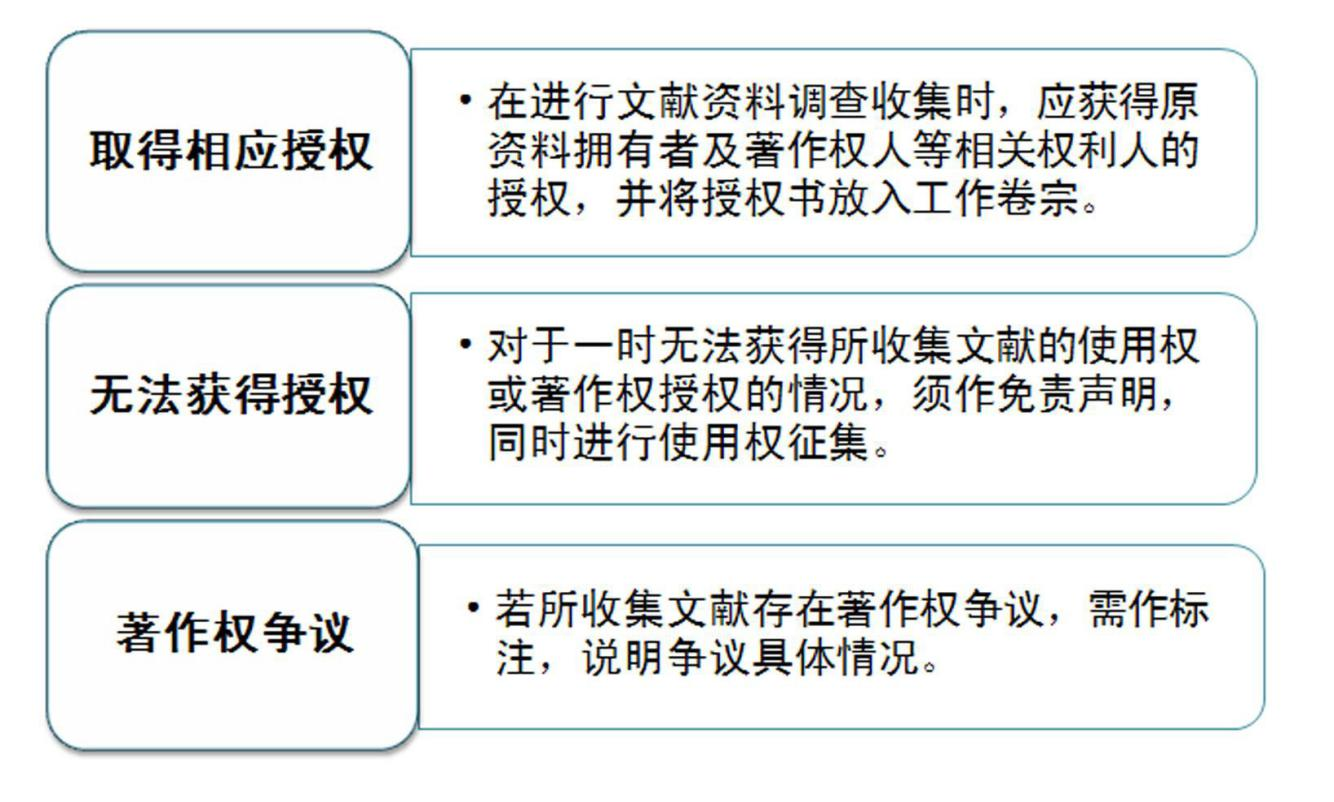 取得相应授权
• 在进行文献资料调查收集时，应获得原
资料拥有者及著作权人等相关权利人的
授权，并将授权书放入工作卷宗。
无法获得授权
• 对于一时无法获得所收集文献的使用权
或著作权授权的情况，须作免责声明，
同时进行使用权征集。
著作权争议
• 若所收集文献存在著作权争议，需作标
注，说明争议具体情况。